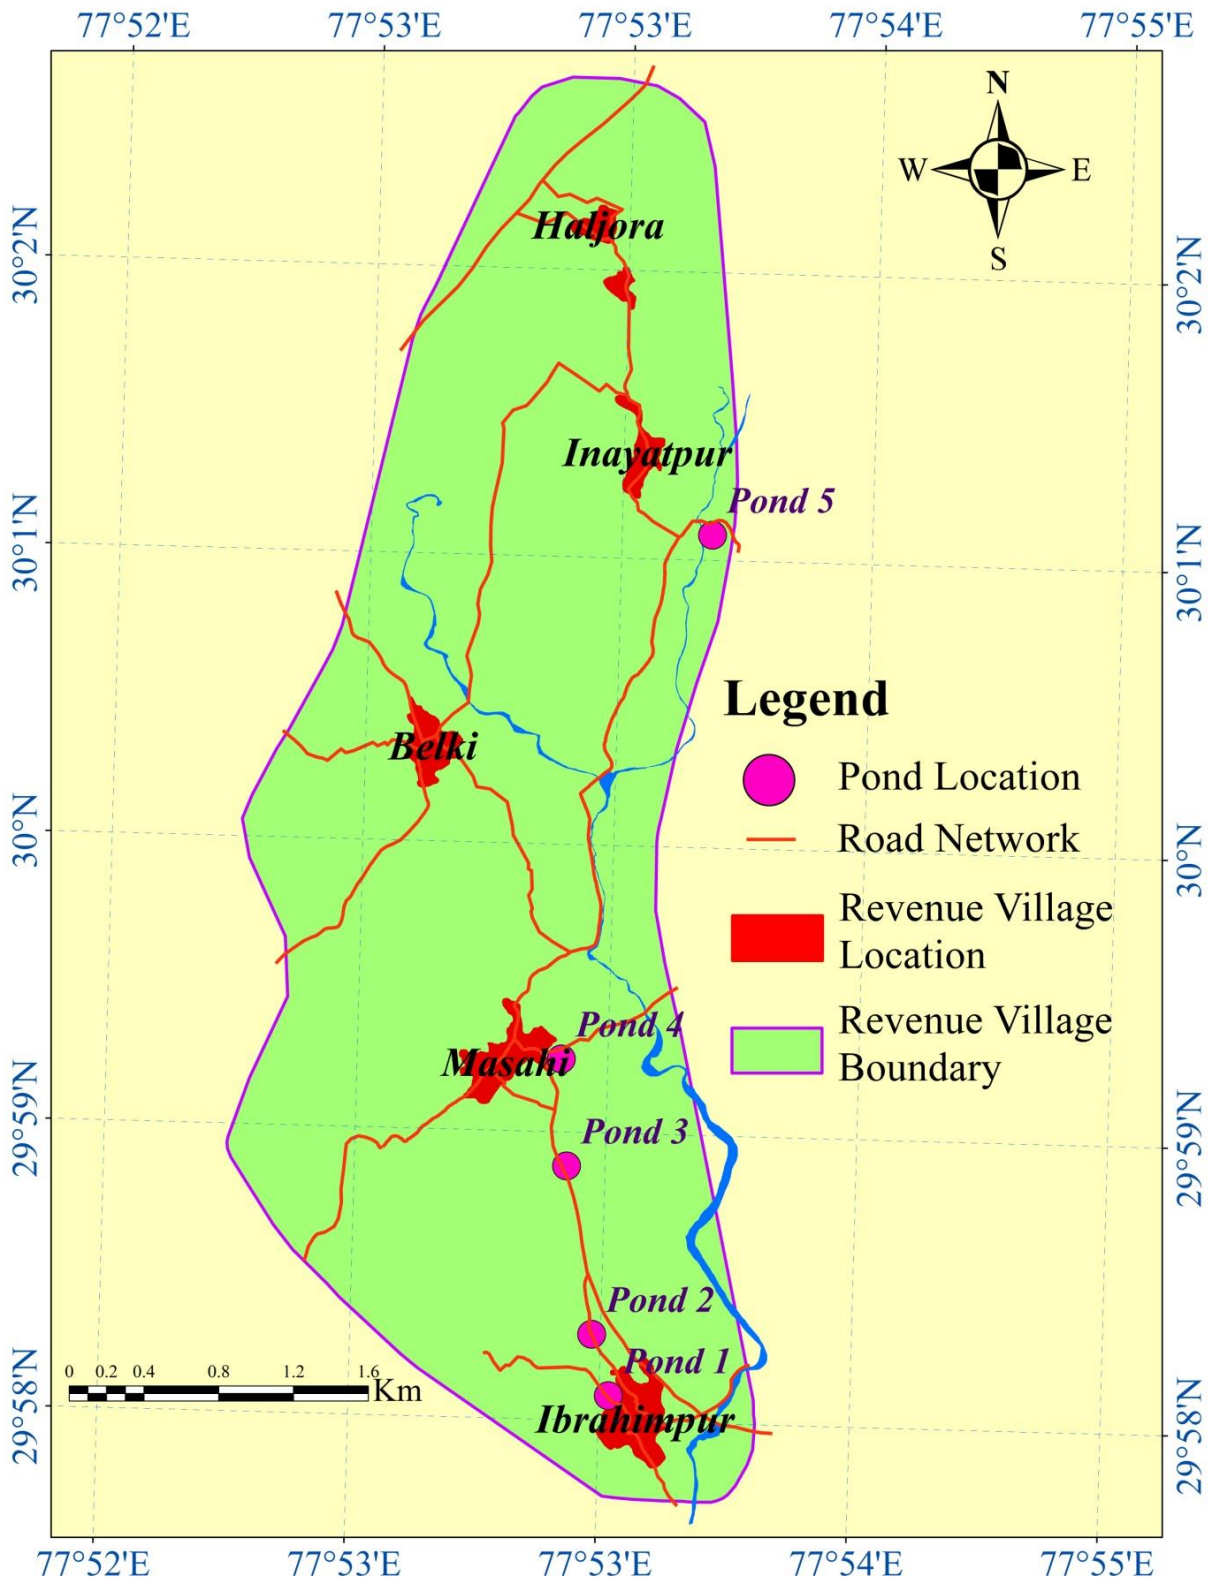 77°52'E 77°53'E 77°53'E 77°54'E 77°55'E
N
W E
S
Haljora
30°2'N
30°2'N
Inayatpur
Pond 5
30°1'N
30°1'N
Legend
Belki
Pond Location
Road Network
30°N
30°N
Revenue Village
Location
Pond 4
Revenue Village
Boundary
Masahi
29°59'N
Pond 3
29°59'N
Pond 2
Pond 1
0 0.2 0.4 0.8 1.2 1.6
Km
29°58'N
Ibrahimpur
29°58'N
77°52'E 77°53'E 77°53'E 77°54'E 77°55'E